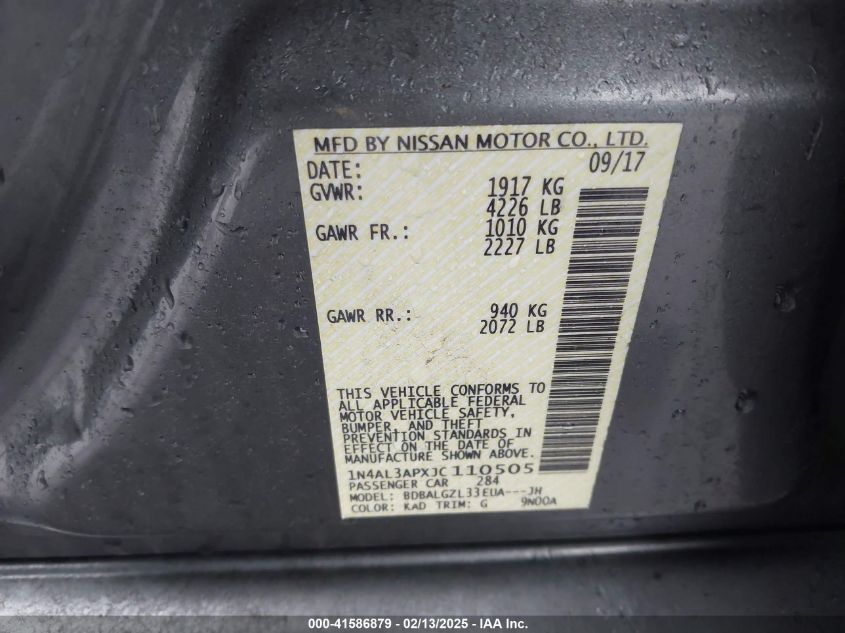 MFD BY NISSAN MOTOR CO., LTD.
DATE: 09/17
GVWR: 1917 KG
4226 LB
GAWR FR.: 1010 KG
2227 LB
GAWR RR.: 940 KG
2072 LB
THIS VEHICLE CONFORMS TO
ALL APPLICABLE FEDERAL
MOTOR VEHICLE SAFETY,
BUMPER, AND THEFT
PREVENTION STANDARDS IN
EFFECT ON THE DATE OF
MANUFACTURE SHOWN ABOVE.
1N4AL3APXJC110505
PASSENGER CAR 284
MODEL: BDBALGZL33EUA---JH
COLOR: KAD TRIM: G 9N00A
000-41586879 — 02/13/2025 — IAA Inc.